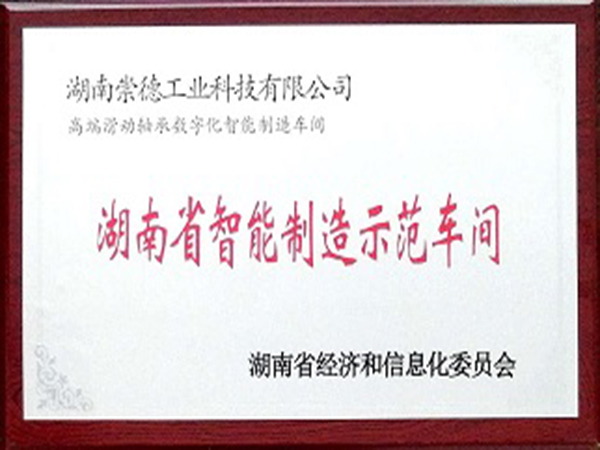 湖南崇德工业科技有限公司
高端滑动轴承数字化智能制造车间
湖南省智能制造示范车间
湖南省经济和信息化委员会